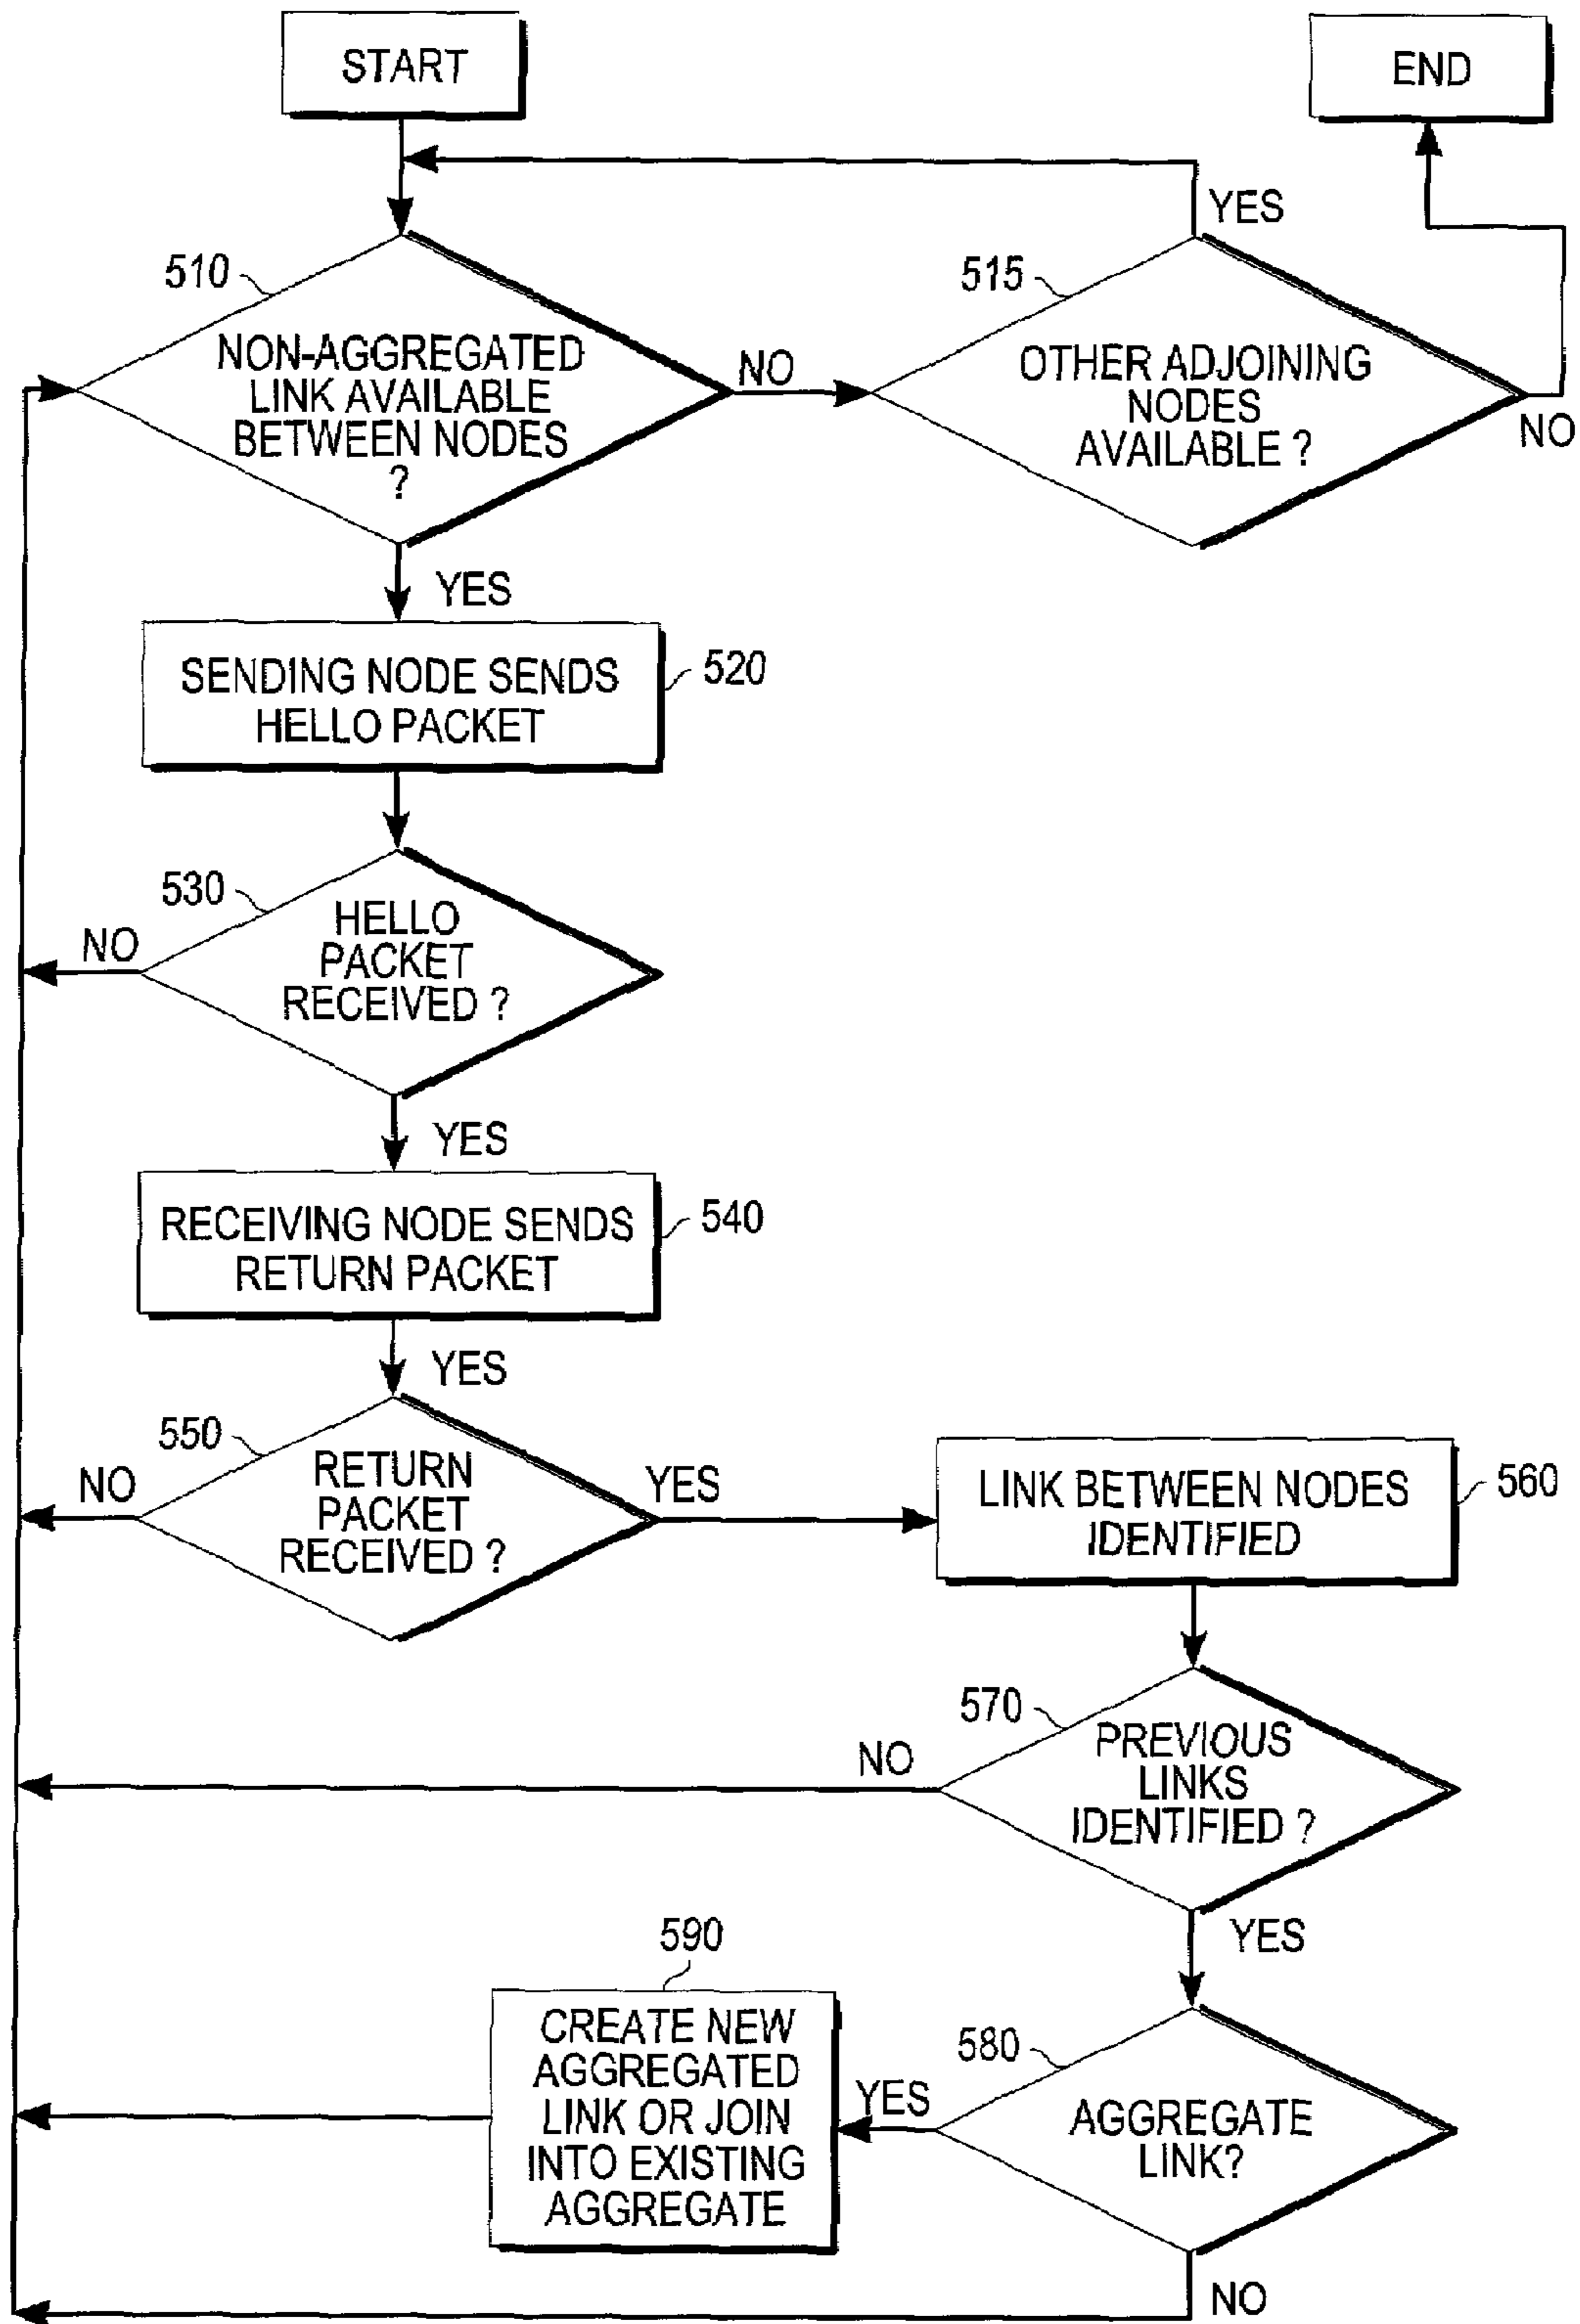 START
END
YES
510
515
NON-AGGREGATED
LINK AVAILABLE
BETWEEN NODES
?
NO
OTHER ADJOINING
NODES
AVAILABLE ?
NO
YES
SENDING NODE SENDS
HELLO PACKET
520
530
HELLO
PACKET
RECEIVED ?
NO
YES
RECEIVING NODE SENDS
RETURN PACKET
540
YES
550
RETURN
PACKET
RECEIVED ?
NO
YES
LINK BETWEEN NODES
IDENTIFIED
560
570
PREVIOUS
LINKS
IDENTIFIED ?
NO
YES
590
CREATE NEW
AGGREGATED
LINK OR JOIN
INTO EXISTING
AGGREGATE
580
YES
AGGREGATE
LINK?
NO